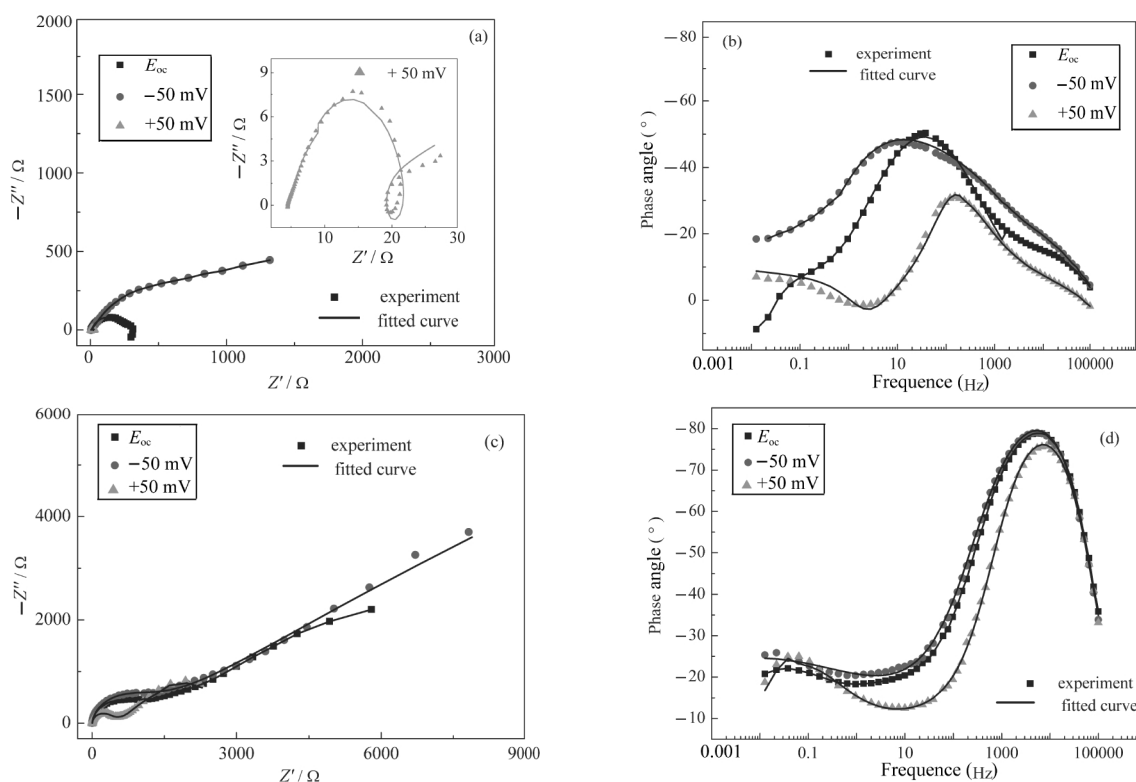 (a)
2000
1500
1000
500
0
−Z″ / Ω
E_oc
−50 mV
+50 mV
9
6
3
0
−Z″ / Ω
+ 50 mV
10
20
30
Z′ / Ω
experiment
fitted curve
0
1000
2000
3000
Z′ / Ω
(b)
−80
−60
−50
−40
−20
0
Phase angle ( ° )
experiment
fitted curve
E_oc
−50 mV
+50 mV
0.001
0.1
10
1000
100000
Frequence (Hz)
(c)
6000
4000
2000
0
−Z″ / Ω
E_oc
−50 mV
+50 mV
experiment
fitted curve
0
3000
6000
9000
Z′ / Ω
(d)
−80
−70
−60
−50
−40
−30
−20
−10
Phase angle ( ° )
E_oc
−50 mV
+50 mV
experiment
fitted curve
0.001
0.1
10
1000
100000
Frequence (Hz)